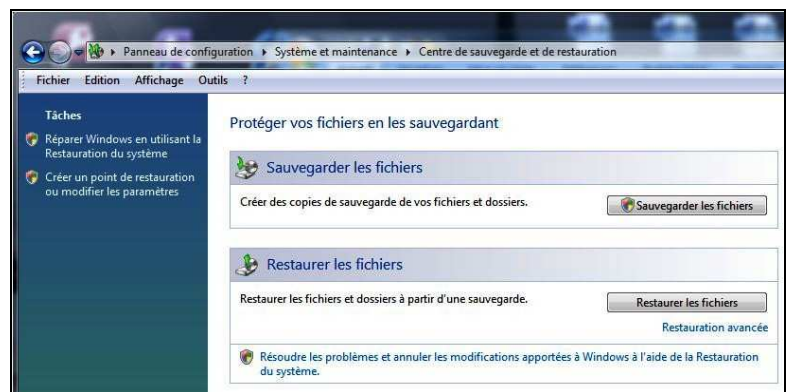 Panneau de configuration ▸ Système et maintenance ▸ Centre de sauvegarde et de restauration
Fichier Edition Affichage Outils ?
Tâches
Réparer Windows en utilisant la
Restauration du système
Créer un point de restauration
ou modifier les paramètres
Protéger vos fichiers en les sauvegardant
Sauvegarder les fichiers
Créer des copies de sauvegarde de vos fichiers et dossiers.
Sauvegarder les fichiers
Restaurer les fichiers
Restaurer les fichiers et dossiers à partir d'une sauvegarde.
Restaurer les fichiers
Restauration avancée
Résoudre les problèmes et annuler les modifications apportées à Windows à l'aide de la Restauration
du système.